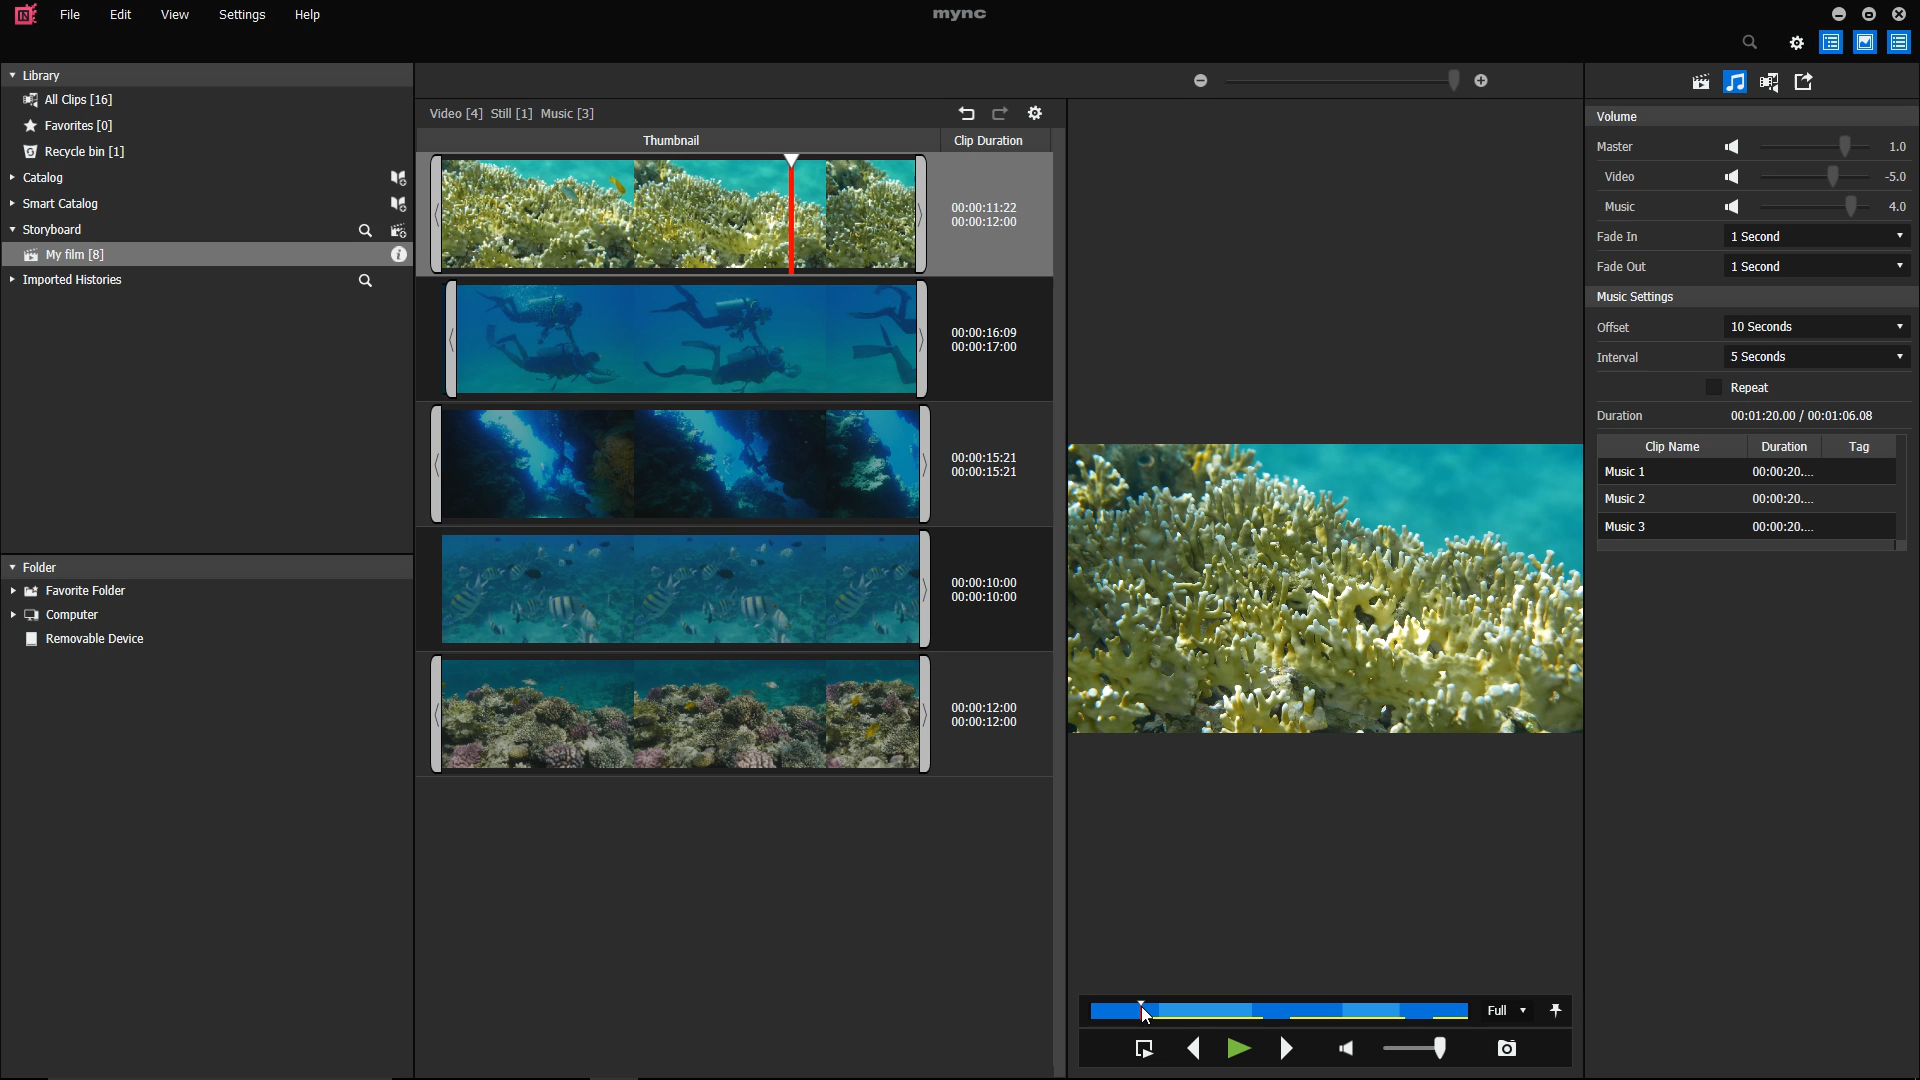 File Edit View Settings Help
mync
Library
All Clips [16]
Favorites [0]
Recycle bin [1]
Catalog
Smart Catalog
Storyboard
My film [8]
Imported Histories
Folder
Favorite Folder
Computer
Removable Device
Video [4] Still [1] Music [3]
Thumbnail Clip Duration
00:00:11:22
00:00:12:00
00:00:16:09
00:00:17:00
00:00:15:21
00:00:15:21
00:00:10:00
00:00:10:00
00:00:12:00
00:00:12:00
Full
Volume
Master 1.0
Video -5.0
Music 4.0
Fade In 1 Second
Fade Out 1 Second
Music Settings
Offset 10 Seconds
Interval 5 Seconds
Repeat
Duration 00:01:20.00 / 00:01:06.08
Clip Name Duration Tag
Music 1 00:00:20....
Music 2 00:00:20....
Music 3 00:00:20....